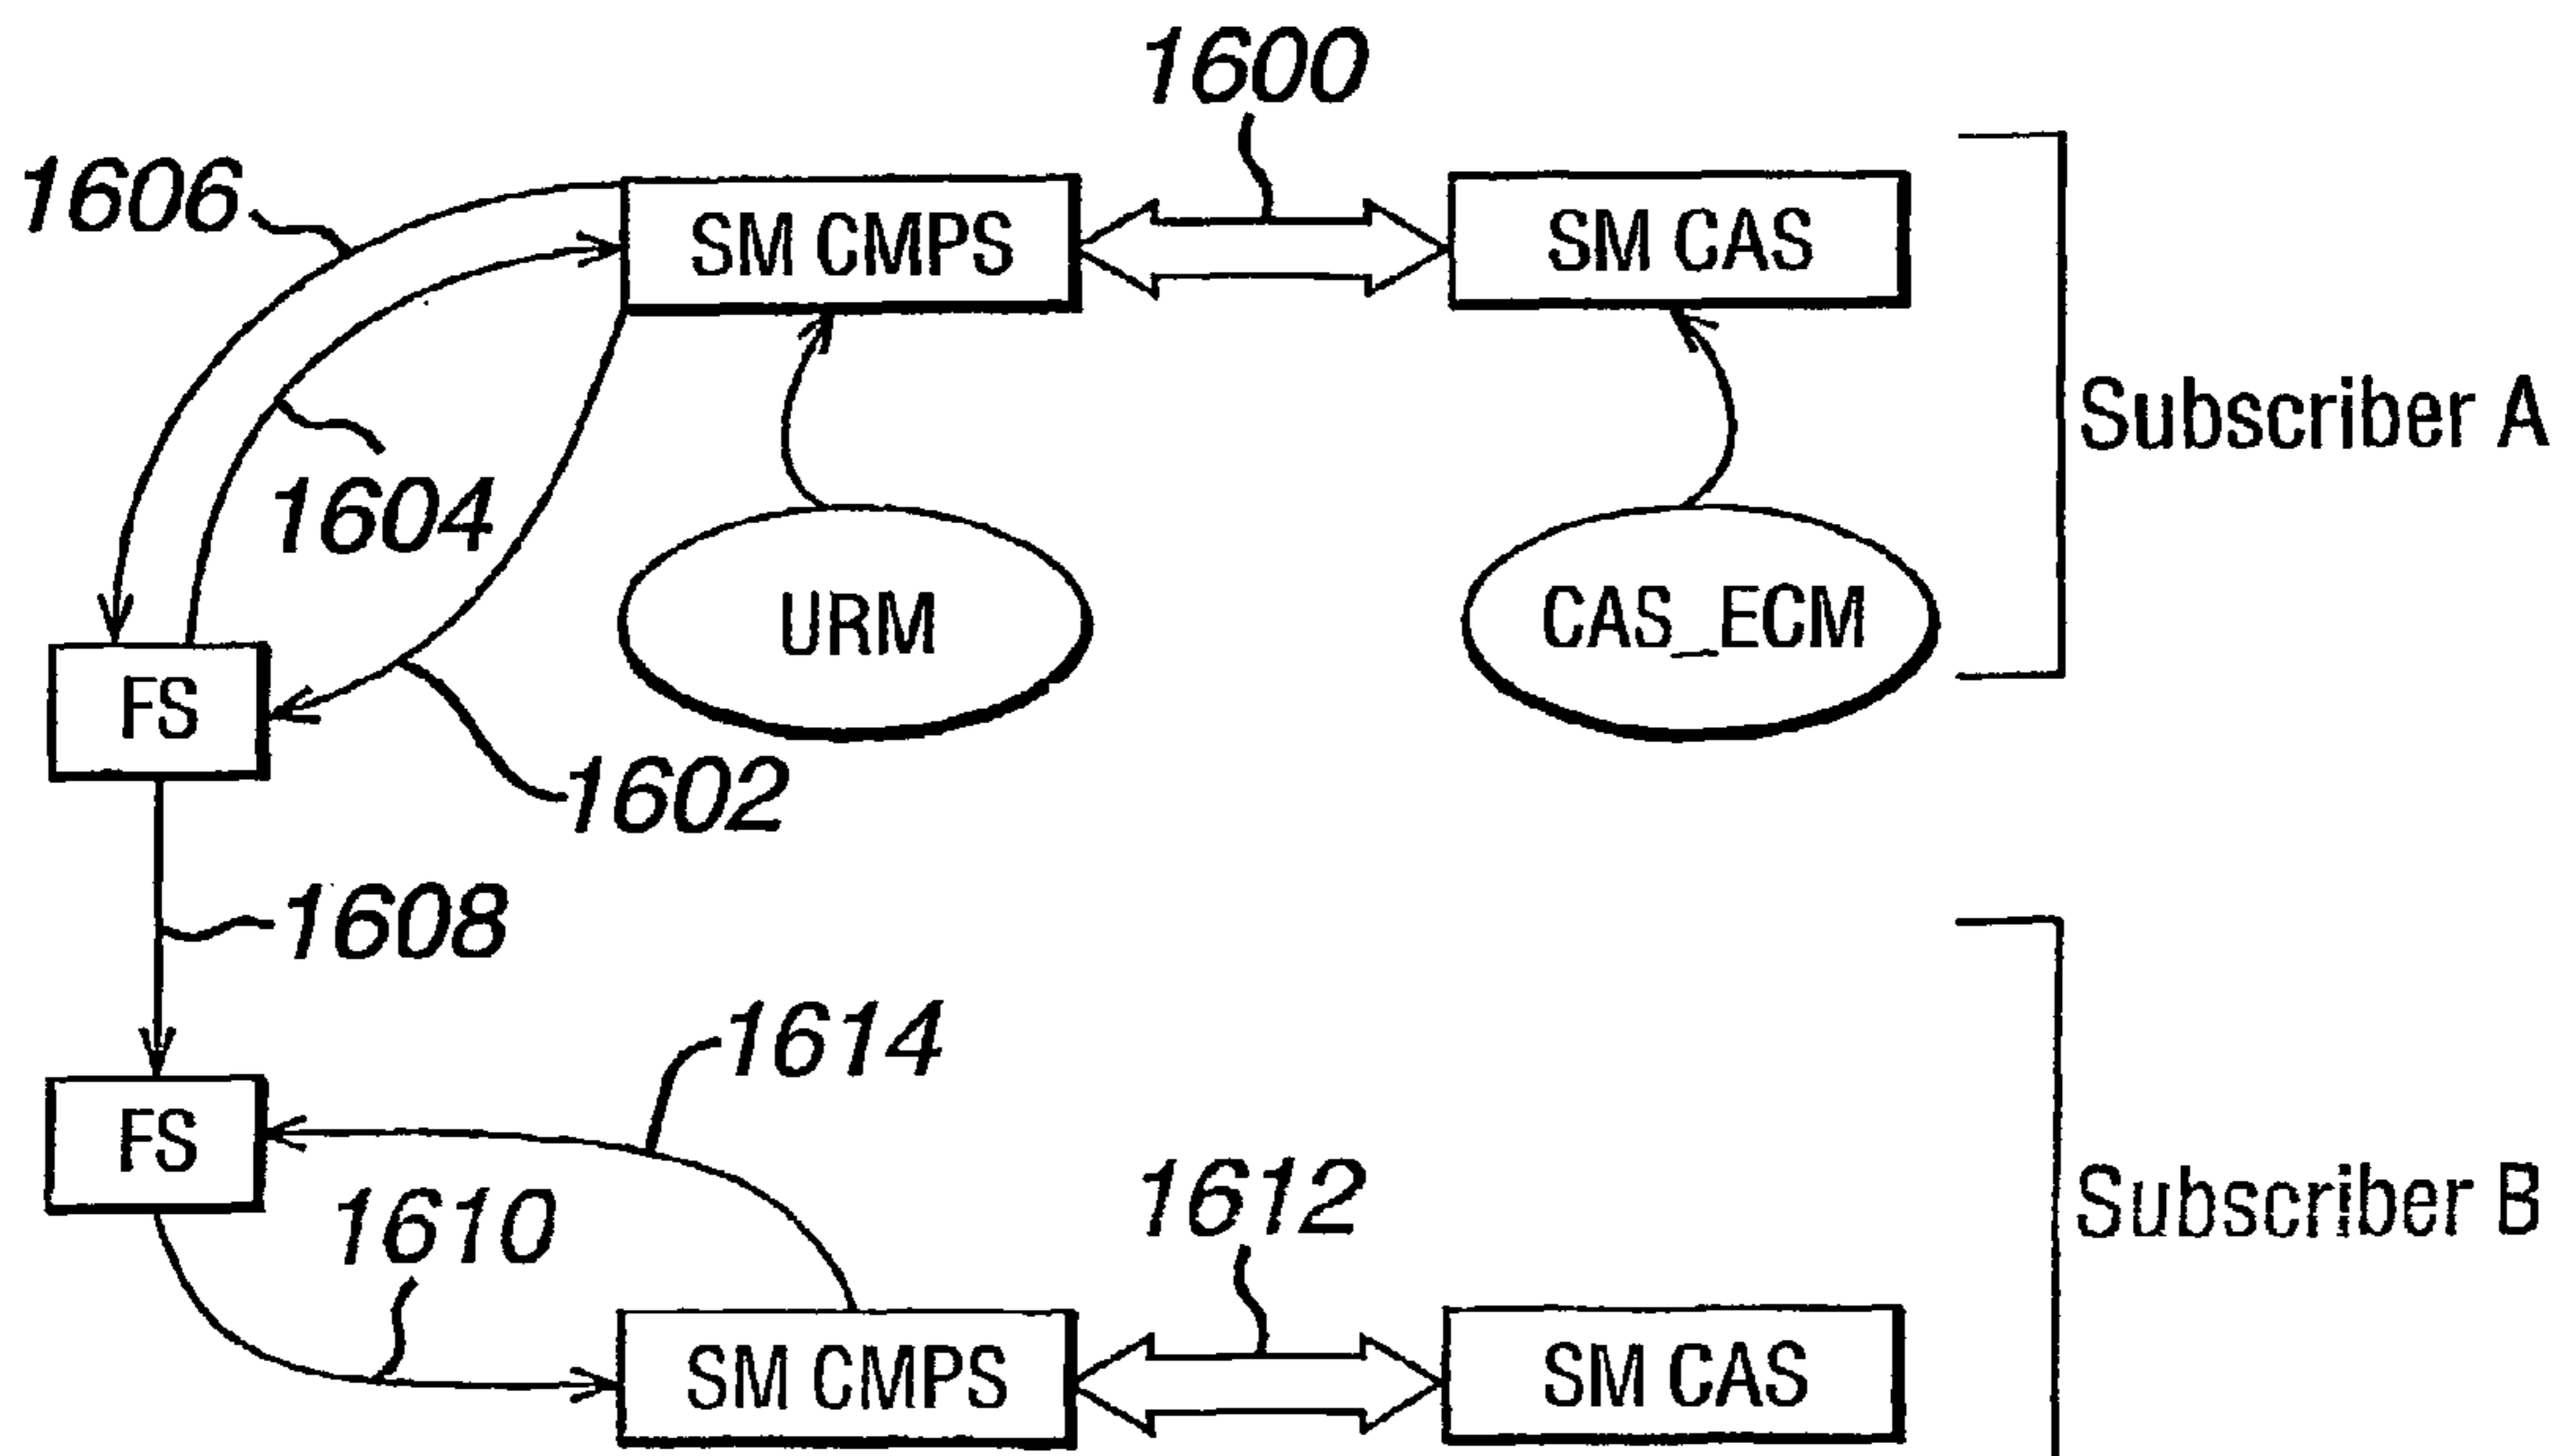 1600
1606
SM CMPS
SM CAS
Subscriber A
1604
URM
CAS_ECM
FS
1602
1608
1614
FS
1610
1612
Subscriber B
SM CMPS
SM CAS